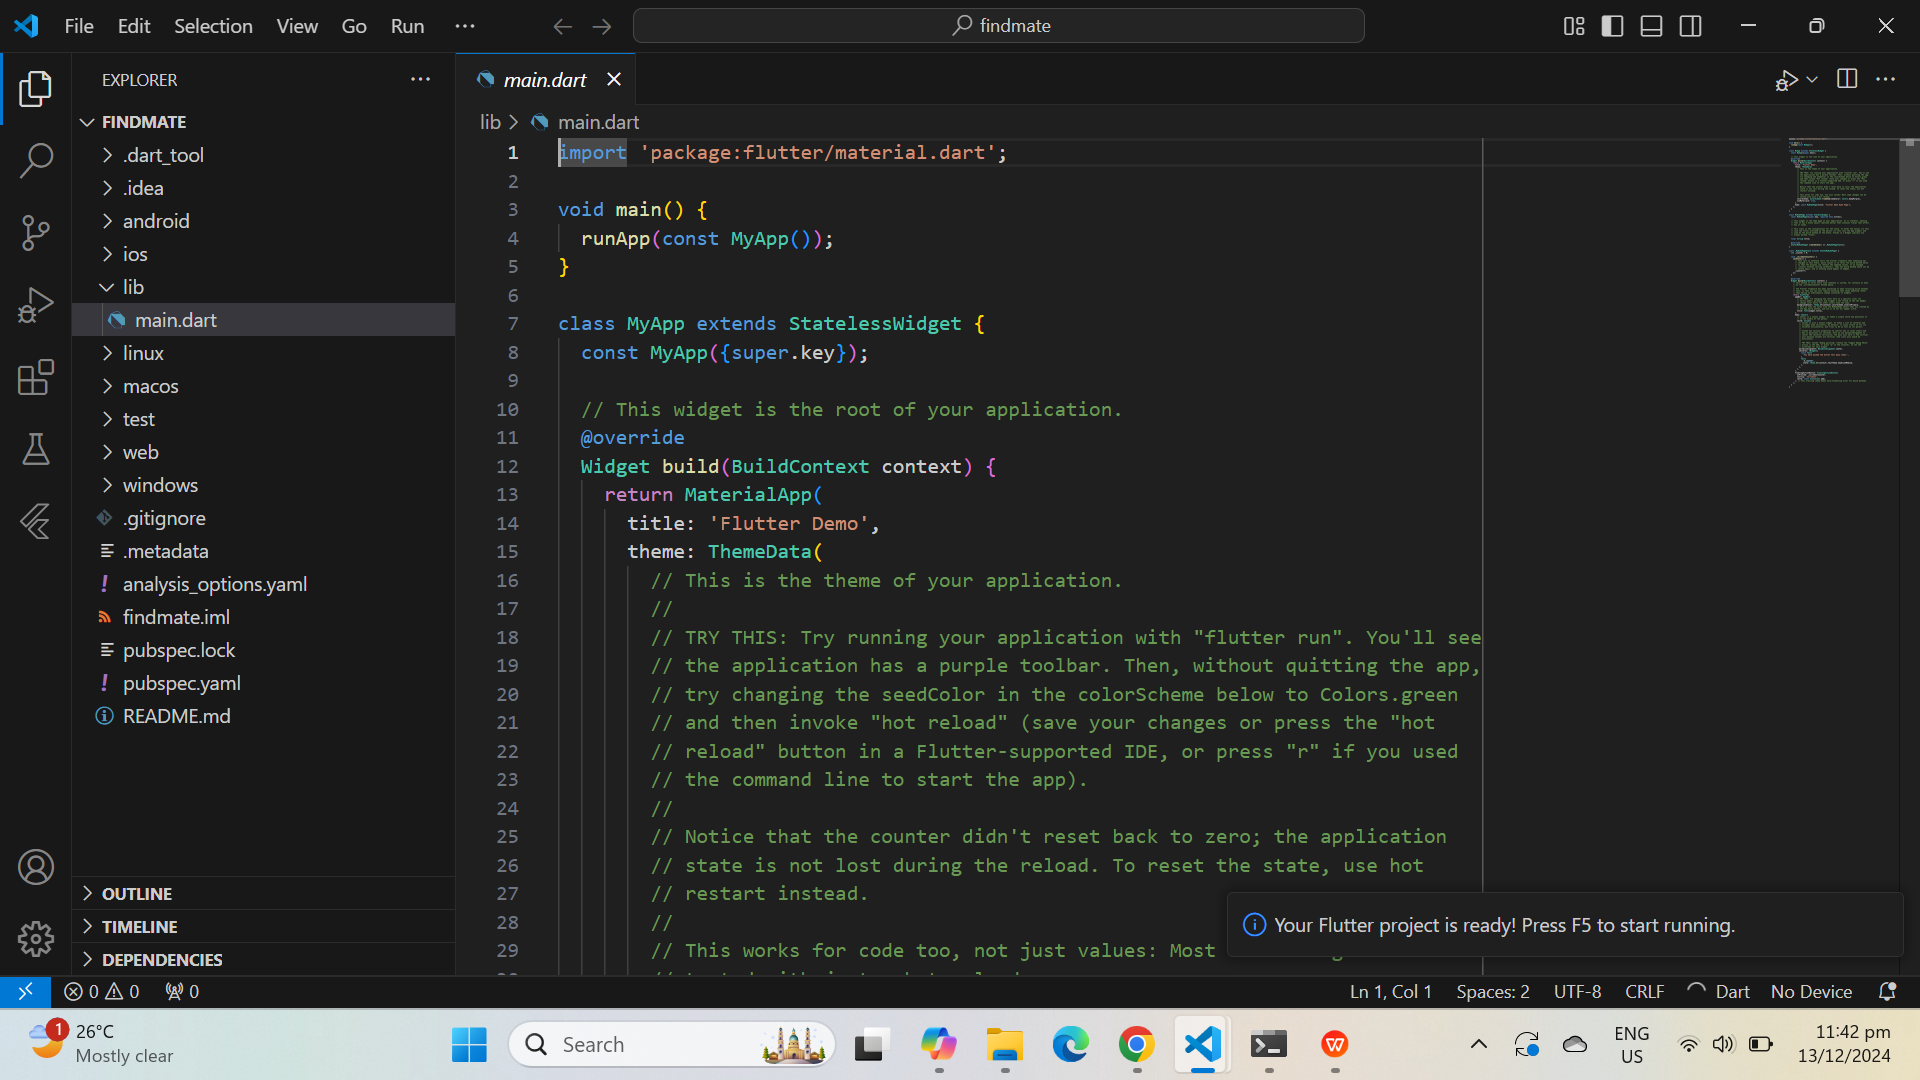 File Edit Selection View Go Run ···
findmate
EXPLORER ···
FINDMATE
.dart_tool
.idea
android
ios
lib
main.dart
linux
macos
test
web
windows
.gitignore
.metadata
! analysis_options.yaml
findmate.iml
pubspec.lock
! pubspec.yaml
README.md
OUTLINE
TIMELINE
DEPENDENCIES
main.dart
lib > main.dart
1 import 'package:flutter/material.dart';
2
3 void main() {
4 runApp(const MyApp());
5 }
6
7 class MyApp extends StatelessWidget {
8 const MyApp({super.key});
9
10 // This widget is the root of your application.
11 @override
12 Widget build(BuildContext context) {
13 return MaterialApp(
14 title: 'Flutter Demo',
15 theme: ThemeData(
16 // This is the theme of your application.
17 //
18 // TRY THIS: Try running your application with "flutter run". You'll see
19 // the application has a purple toolbar. Then, without quitting the app,
20 // try changing the seedColor in the colorScheme below to Colors.green
21 // and then invoke "hot reload" (save your changes or press the "hot
22 // reload" button in a Flutter-supported IDE, or press "r" if you used
23 // the command line to start the app).
24 //
25 // Notice that the counter didn't reset back to zero; the application
26 // state is not lost during the reload. To reset the state, use hot
27 // restart instead.
28 //
29 // This works for code too, not just values: Most
Your Flutter project is ready! Press F5 to start running.
0 0 0
Ln 1, Col 1 Spaces: 2 UTF-8 CRLF Dart No Device
1
26°C
Mostly clear
Search
ENG
US
11:42 pm
13/12/2024